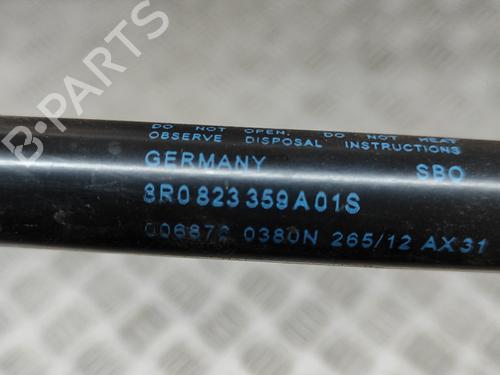 B-PARTS
DO NOT OPEN. DO NOT HEAT
OBSERVE DISPOSAL INSTRUCTIONS
GERMANY SBO
8R0 823 359 A 01S
0380N 265/12 AX31